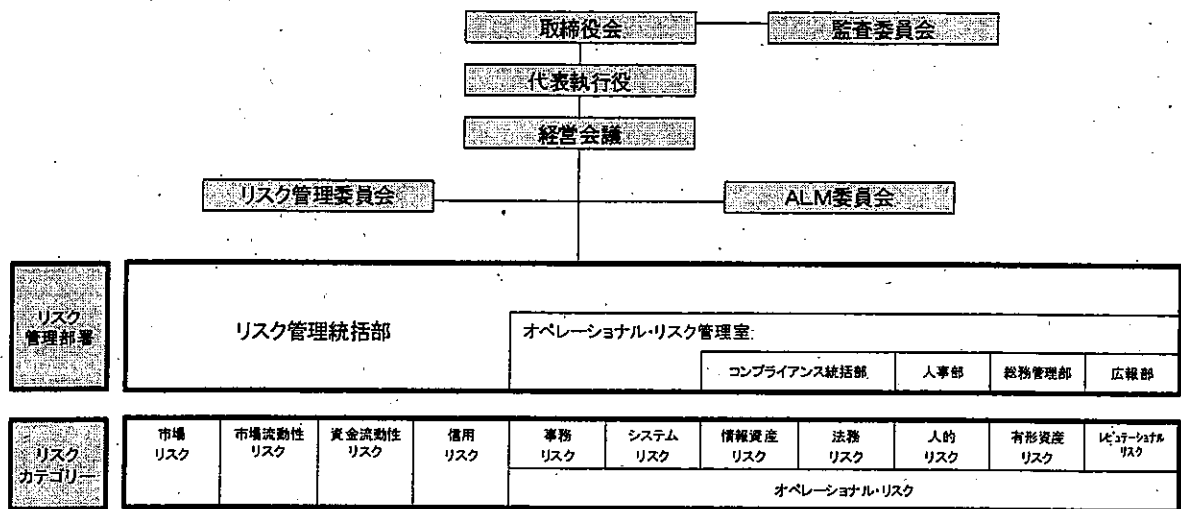 取締役会
監査委員会
代表執行役
経営会議
リスク管理委員会
ALM委員会
リスク
管理部署
リスク管理統括部
オペレーショナル・リスク管理室
コンプライアンス統括部
人事部
総務管理部
広報部
リスク
カテゴリー
市場
リスク
市場流動性
リスク
資金流動性
リスク
信用
リスク
事務
リスク
システム
リスク
情報資産
リスク
法務
リスク
人的
リスク
有形資産
リスク
レピュテーショナル
リスク
オペレーショナル・リスク